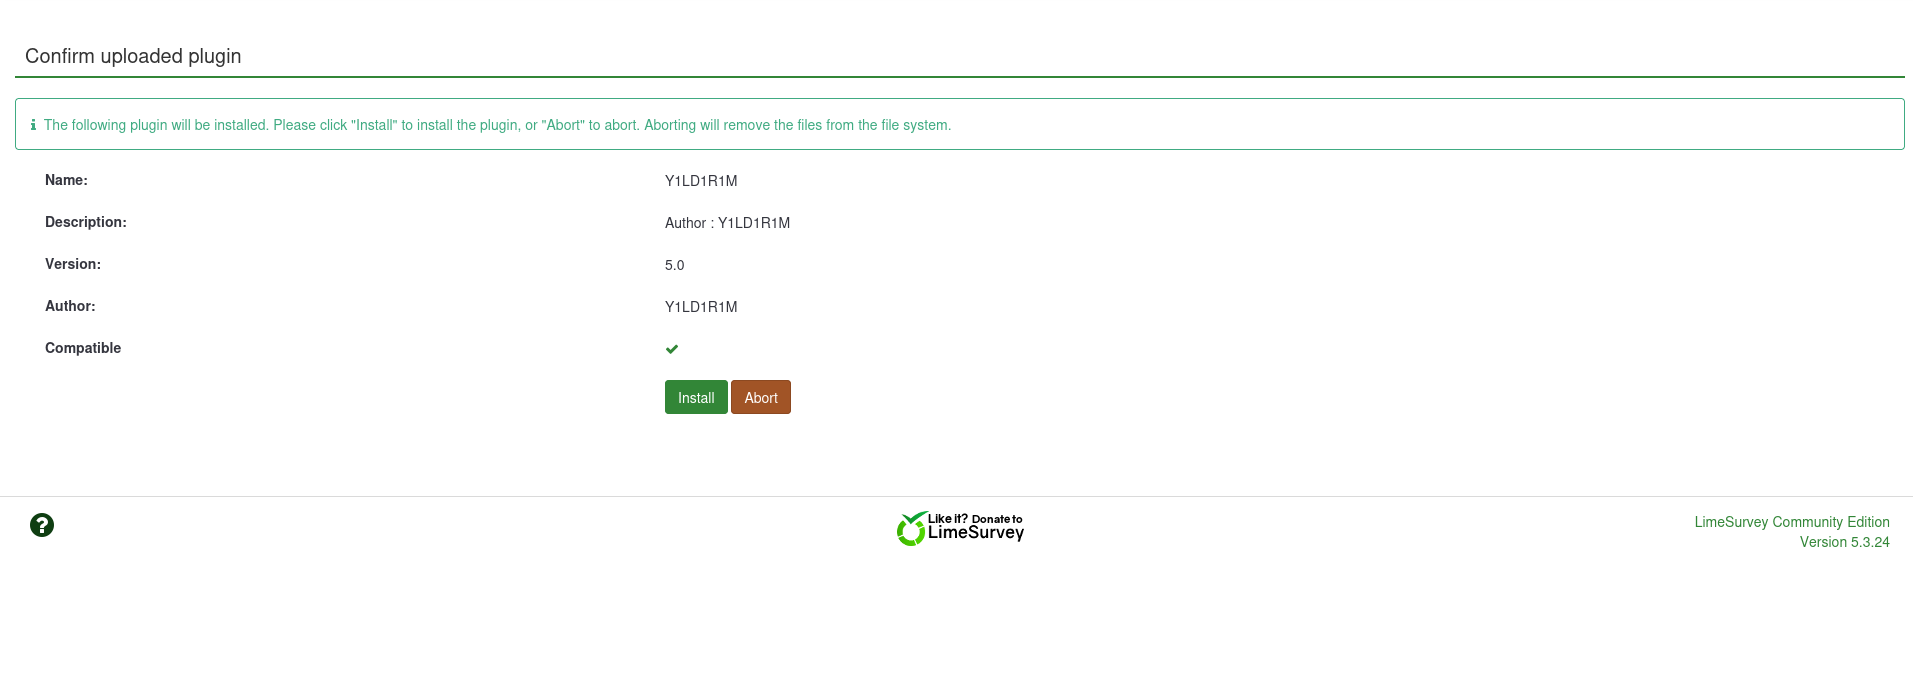 Confirm uploaded plugin
The following plugin will be installed. Please click "Install" to install the plugin, or "Abort" to abort. Aborting will remove the files from the file system.
Name: Y1LD1R1M
Description: Author : Y1LD1R1M
Version: 5.0
Author: Y1LD1R1M
Compatible
Install Abort
Like it? Donate to
LimeSurvey
LimeSurvey Community Edition
Version 5.3.24